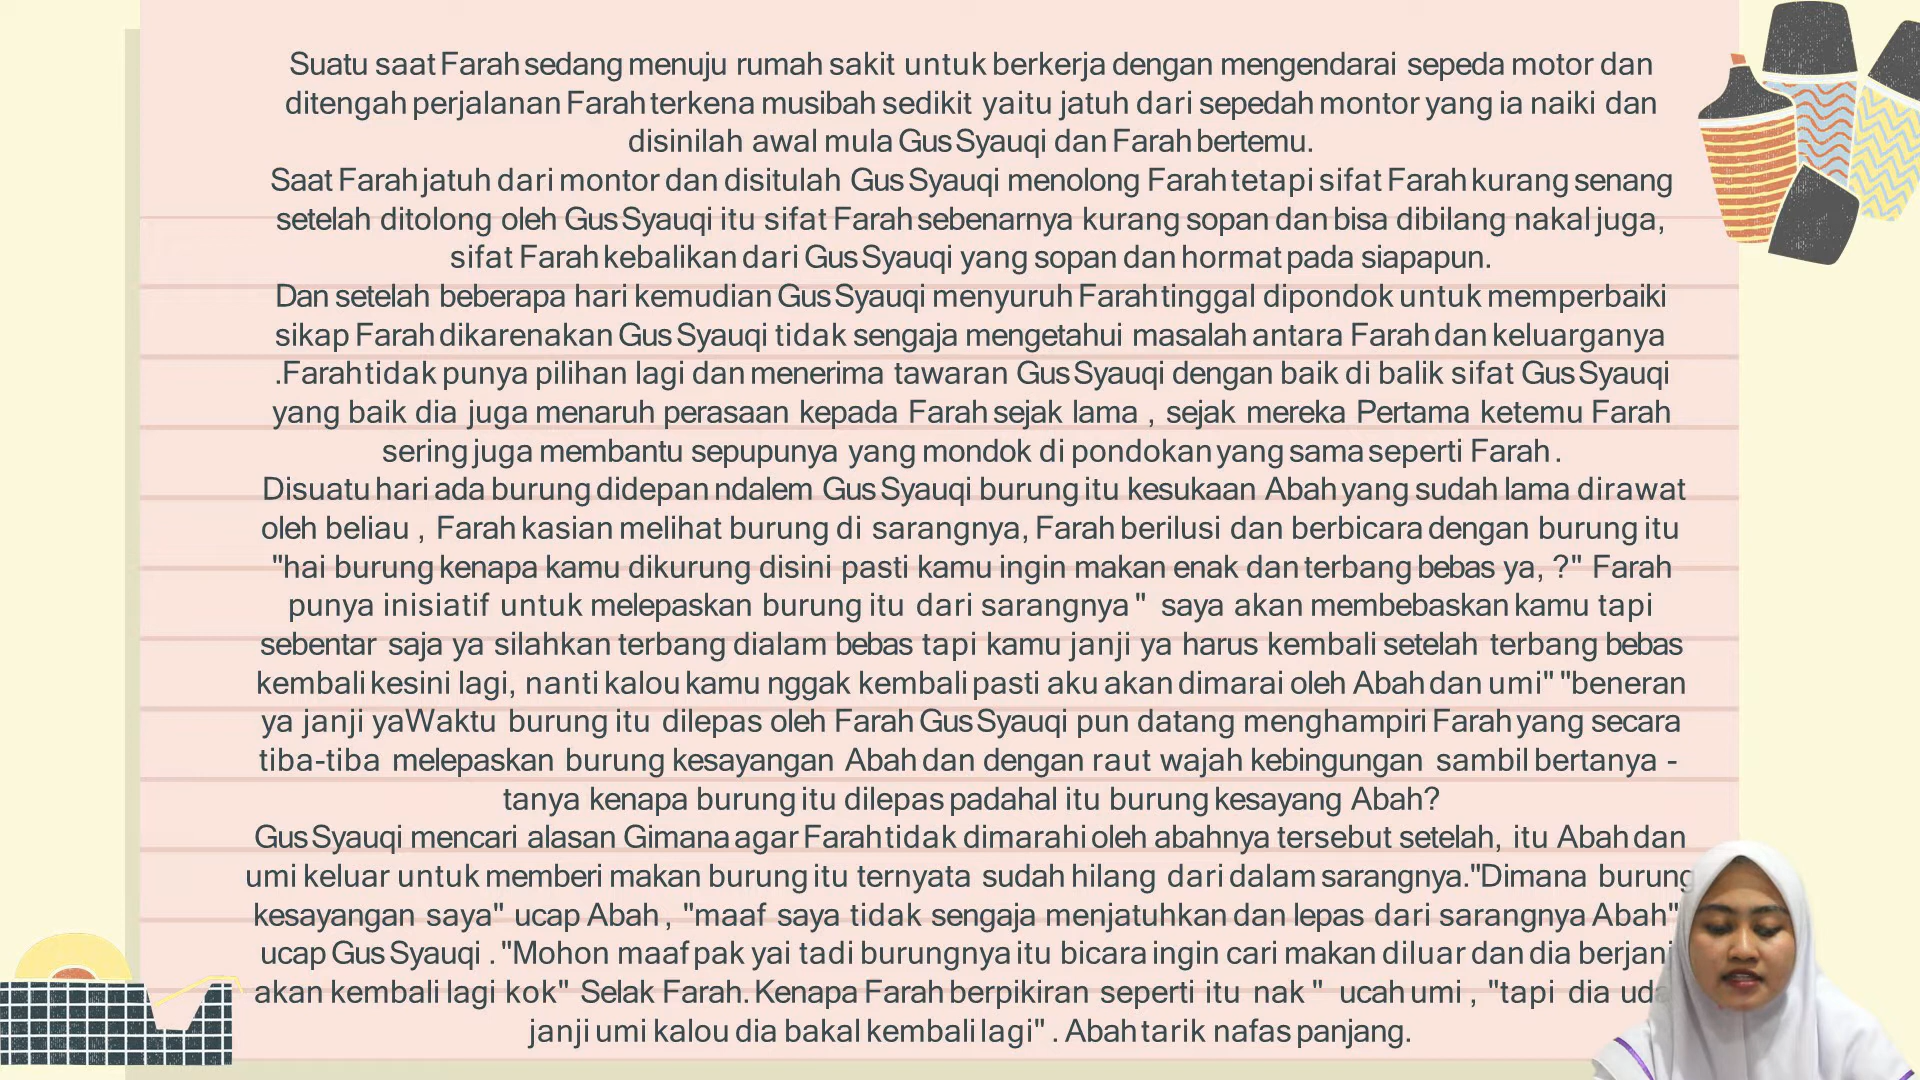 Suatu saat Farah sedang menuju rumah sakit untuk berkerja dengan mengendarai sepeda motor dan
ditengah perjalanan Farah terkena musibah sedikit yaitu jatuh dari sepedah montor yang ia naiki dan
disinilah awal mula Gus Syauqi dan Farah bertemu.
Saat Farah jatuh dari montor dan disitulah Gus Syauqi menolong Farah tetapi sifat Farah kurang senang
setelah ditolong oleh Gus Syauqi itu sifat Farah sebenarnya kurang sopan dan bisa dibilang nakal juga,
sifat Farah kebalikan dari Gus Syauqi yang sopan dan hormat pada siapapun.
Dan setelah beberapa hari kemudian Gus Syauqi menyuruh Farah tinggal dipondok untuk memperbaiki
sikap Farah dikarenakan Gus Syauqi tidak sengaja mengetahui masalah antara Farah dan keluarganya
.Farah tidak punya pilihan lagi dan menerima tawaran Gus Syauqi dengan baik di balik sifat Gus Syauqi
yang baik dia juga menaruh perasaan kepada Farah sejak lama , sejak mereka Pertama ketemu Farah
sering juga membantu sepupunya yang mondok di pondokan yang sama seperti Farah .
Disuatu hari ada burung didepan ndalem Gus Syauqi burung itu kesukaan Abah yang sudah lama dirawat
oleh beliau , Farah kasian melihat burung di sarangnya, Farah berilusi dan berbicara dengan burung itu
"hai burung kenapa kamu dikurung disini pasti kamu ingin makan enak dan terbang bebas ya, ?" Farah
punya inisiatif untuk melepaskan burung itu dari sarangnya " saya akan membebaskan kamu tapi
sebentar saja ya silahkan terbang dialam bebas tapi kamu janji ya harus kembali setelah terbang bebas
kembali kesini lagi, nanti kalou kamu nggak kembali pasti aku akan dimarai oleh Abah dan umi" "beneran
ya janji yaWaktu burung itu dilepas oleh Farah Gus Syauqi pun datang menghampiri Farah yang secara
tiba-tiba melepaskan burung kesayangan Abah dan dengan raut wajah kebingungan sambil bertanya -
tanya kenapa burung itu dilepas padahal itu burung kesayang Abah?
Gus Syauqi mencari alasan Gimana agar Farah tidak dimarahi oleh abahnya tersebut setelah, itu Abah dan
umi keluar untuk memberi makan burung itu ternyata sudah hilang dari dalam sarangnya."Dimana burung
kesayangan saya" ucap Abah , "maaf saya tidak sengaja menjatuhkan dan lepas dari sarangnya Abah"
ucap Gus Syauqi . "Mohon maaf pak yai tadi burungnya itu bicara ingin cari makan diluar dan dia berjani
akan kembali lagi kok" Selak Farah. Kenapa Farah berpikiran seperti itu nak " ucah umi , "tapi dia
janji umi kalou dia bakal kembali lagi" . Abah tarik nafas panjang.